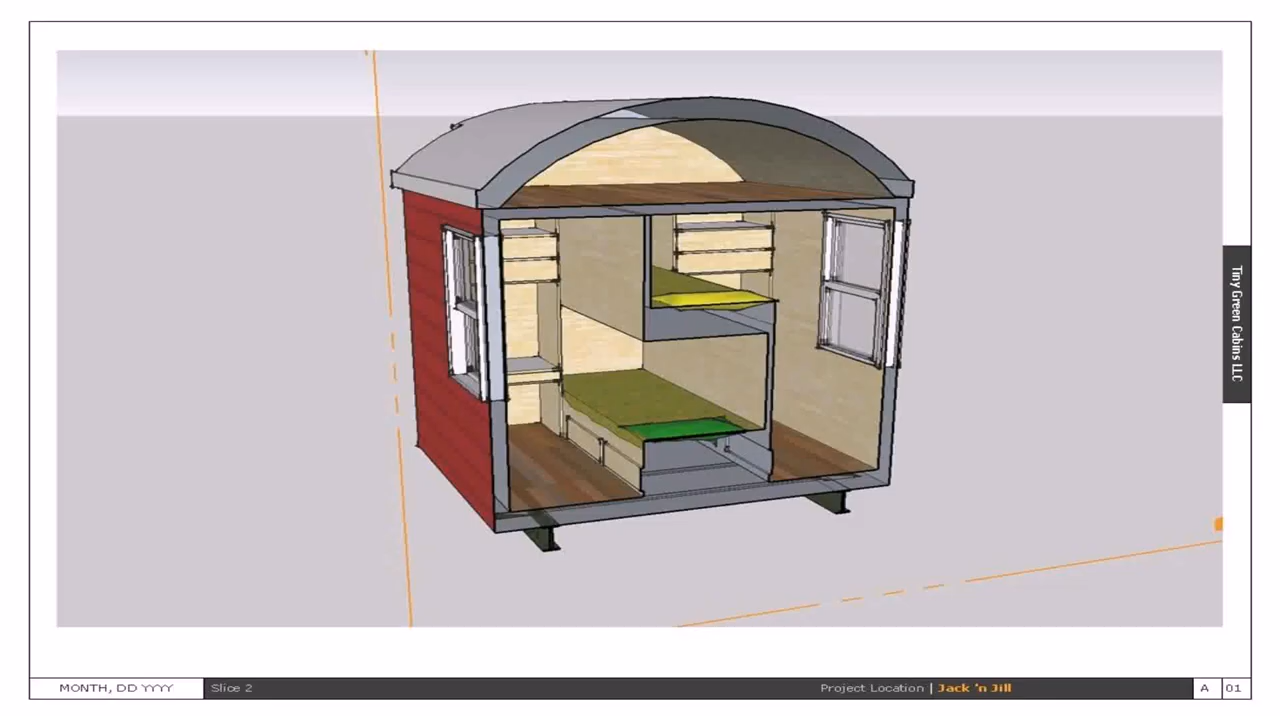 Tiny Green Cabins LLC
MONTH, DD YYYY
Slice 2
Project Location | Jack 'n Jill
A
01